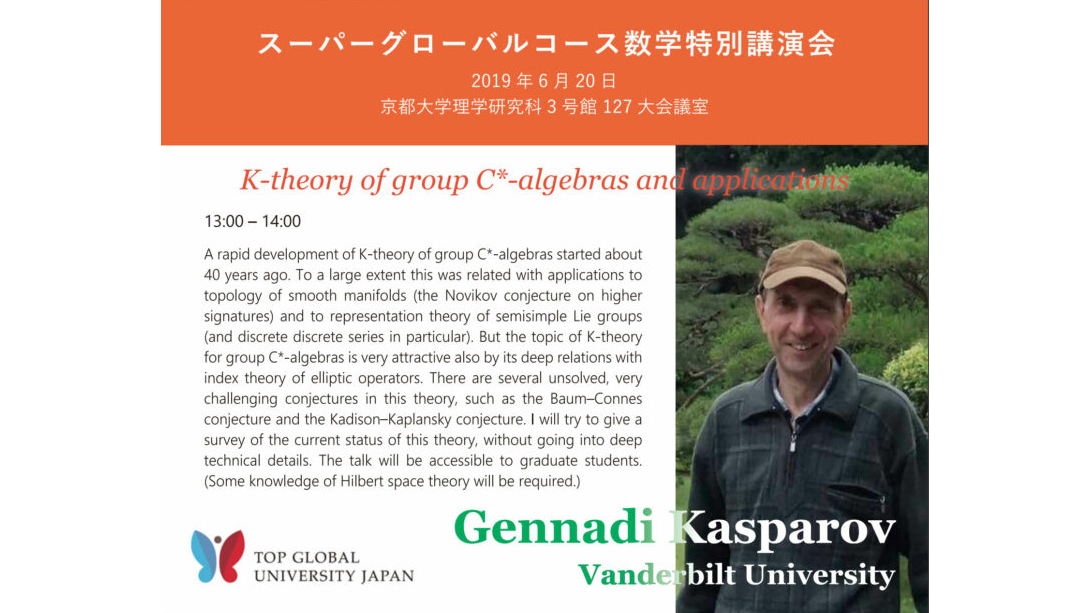 スーパーグローバルコース数学特別講演会
2019 年 6 月 20 日
京都大学理学研究科 3 号館 127 大会議室
K-theory of group C*-algebras and applications
13:00 – 14:00
A rapid development of K-theory of group C*-algebras started about
40 years ago. To a large extent this was related with applications to
topology of smooth manifolds (the Novikov conjecture on higher
signatures) and to representation theory of semisimple Lie groups
(and discrete discrete series in particular). But the topic of K-theory
for group C*-algebras is very attractive also by its deep relations with
index theory of elliptic operators. There are several unsolved, very
challenging conjectures in this theory, such as the Baum–Connes
conjecture and the Kadison–Kaplansky conjecture. I will try to give a
survey of the current status of this theory, without going into deep
technical details. The talk will be accessible to graduate students.
(Some knowledge of Hilbert space theory will be required.)
Gennadi Kasparov
Vanderbilt University
TOP GLOBAL
UNIVERSITY JAPAN